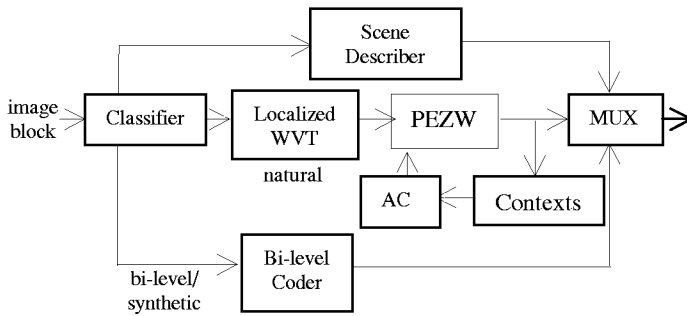 Scene
Describer
image
block
Classifier
Localized
WVT
PEZW
MUX
natural
AC
Contexts
bi-level/
synthetic
Bi-level
Coder